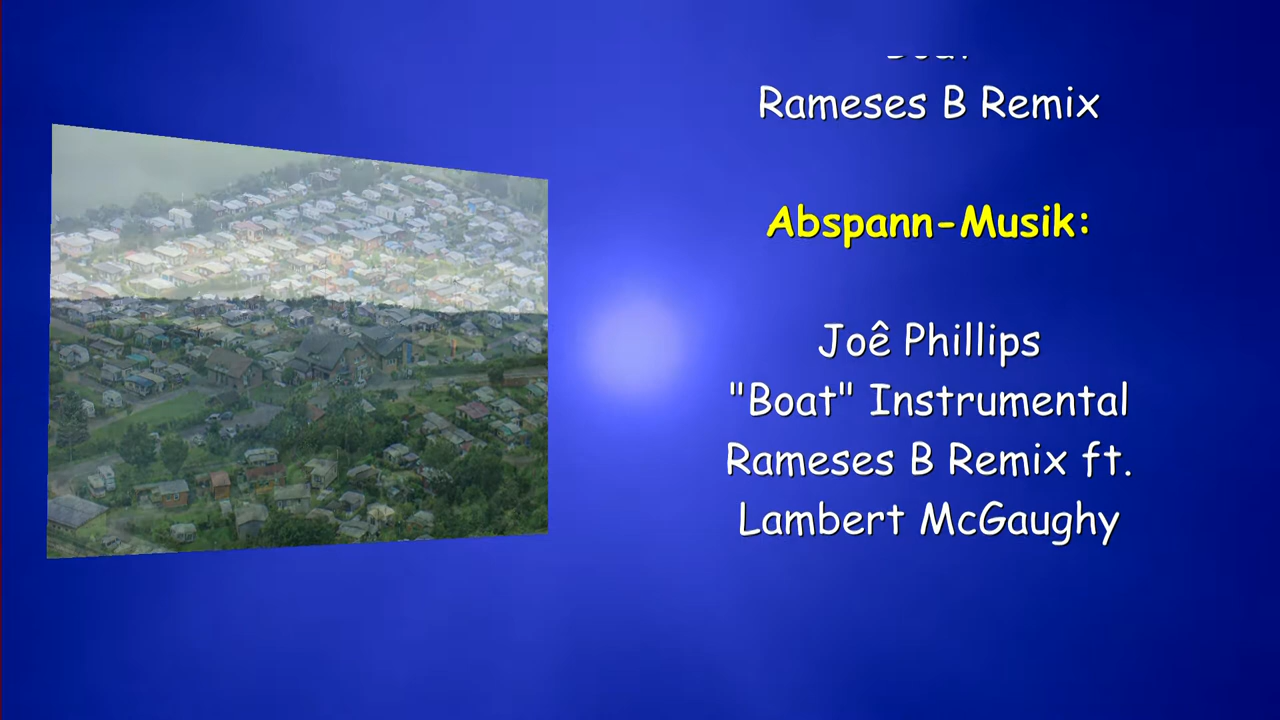 Rameses B Remix
Abspann-Musik:
Joê Phillips
"Boat" Instrumental
Rameses B Remix ft.
Lambert McGaughy